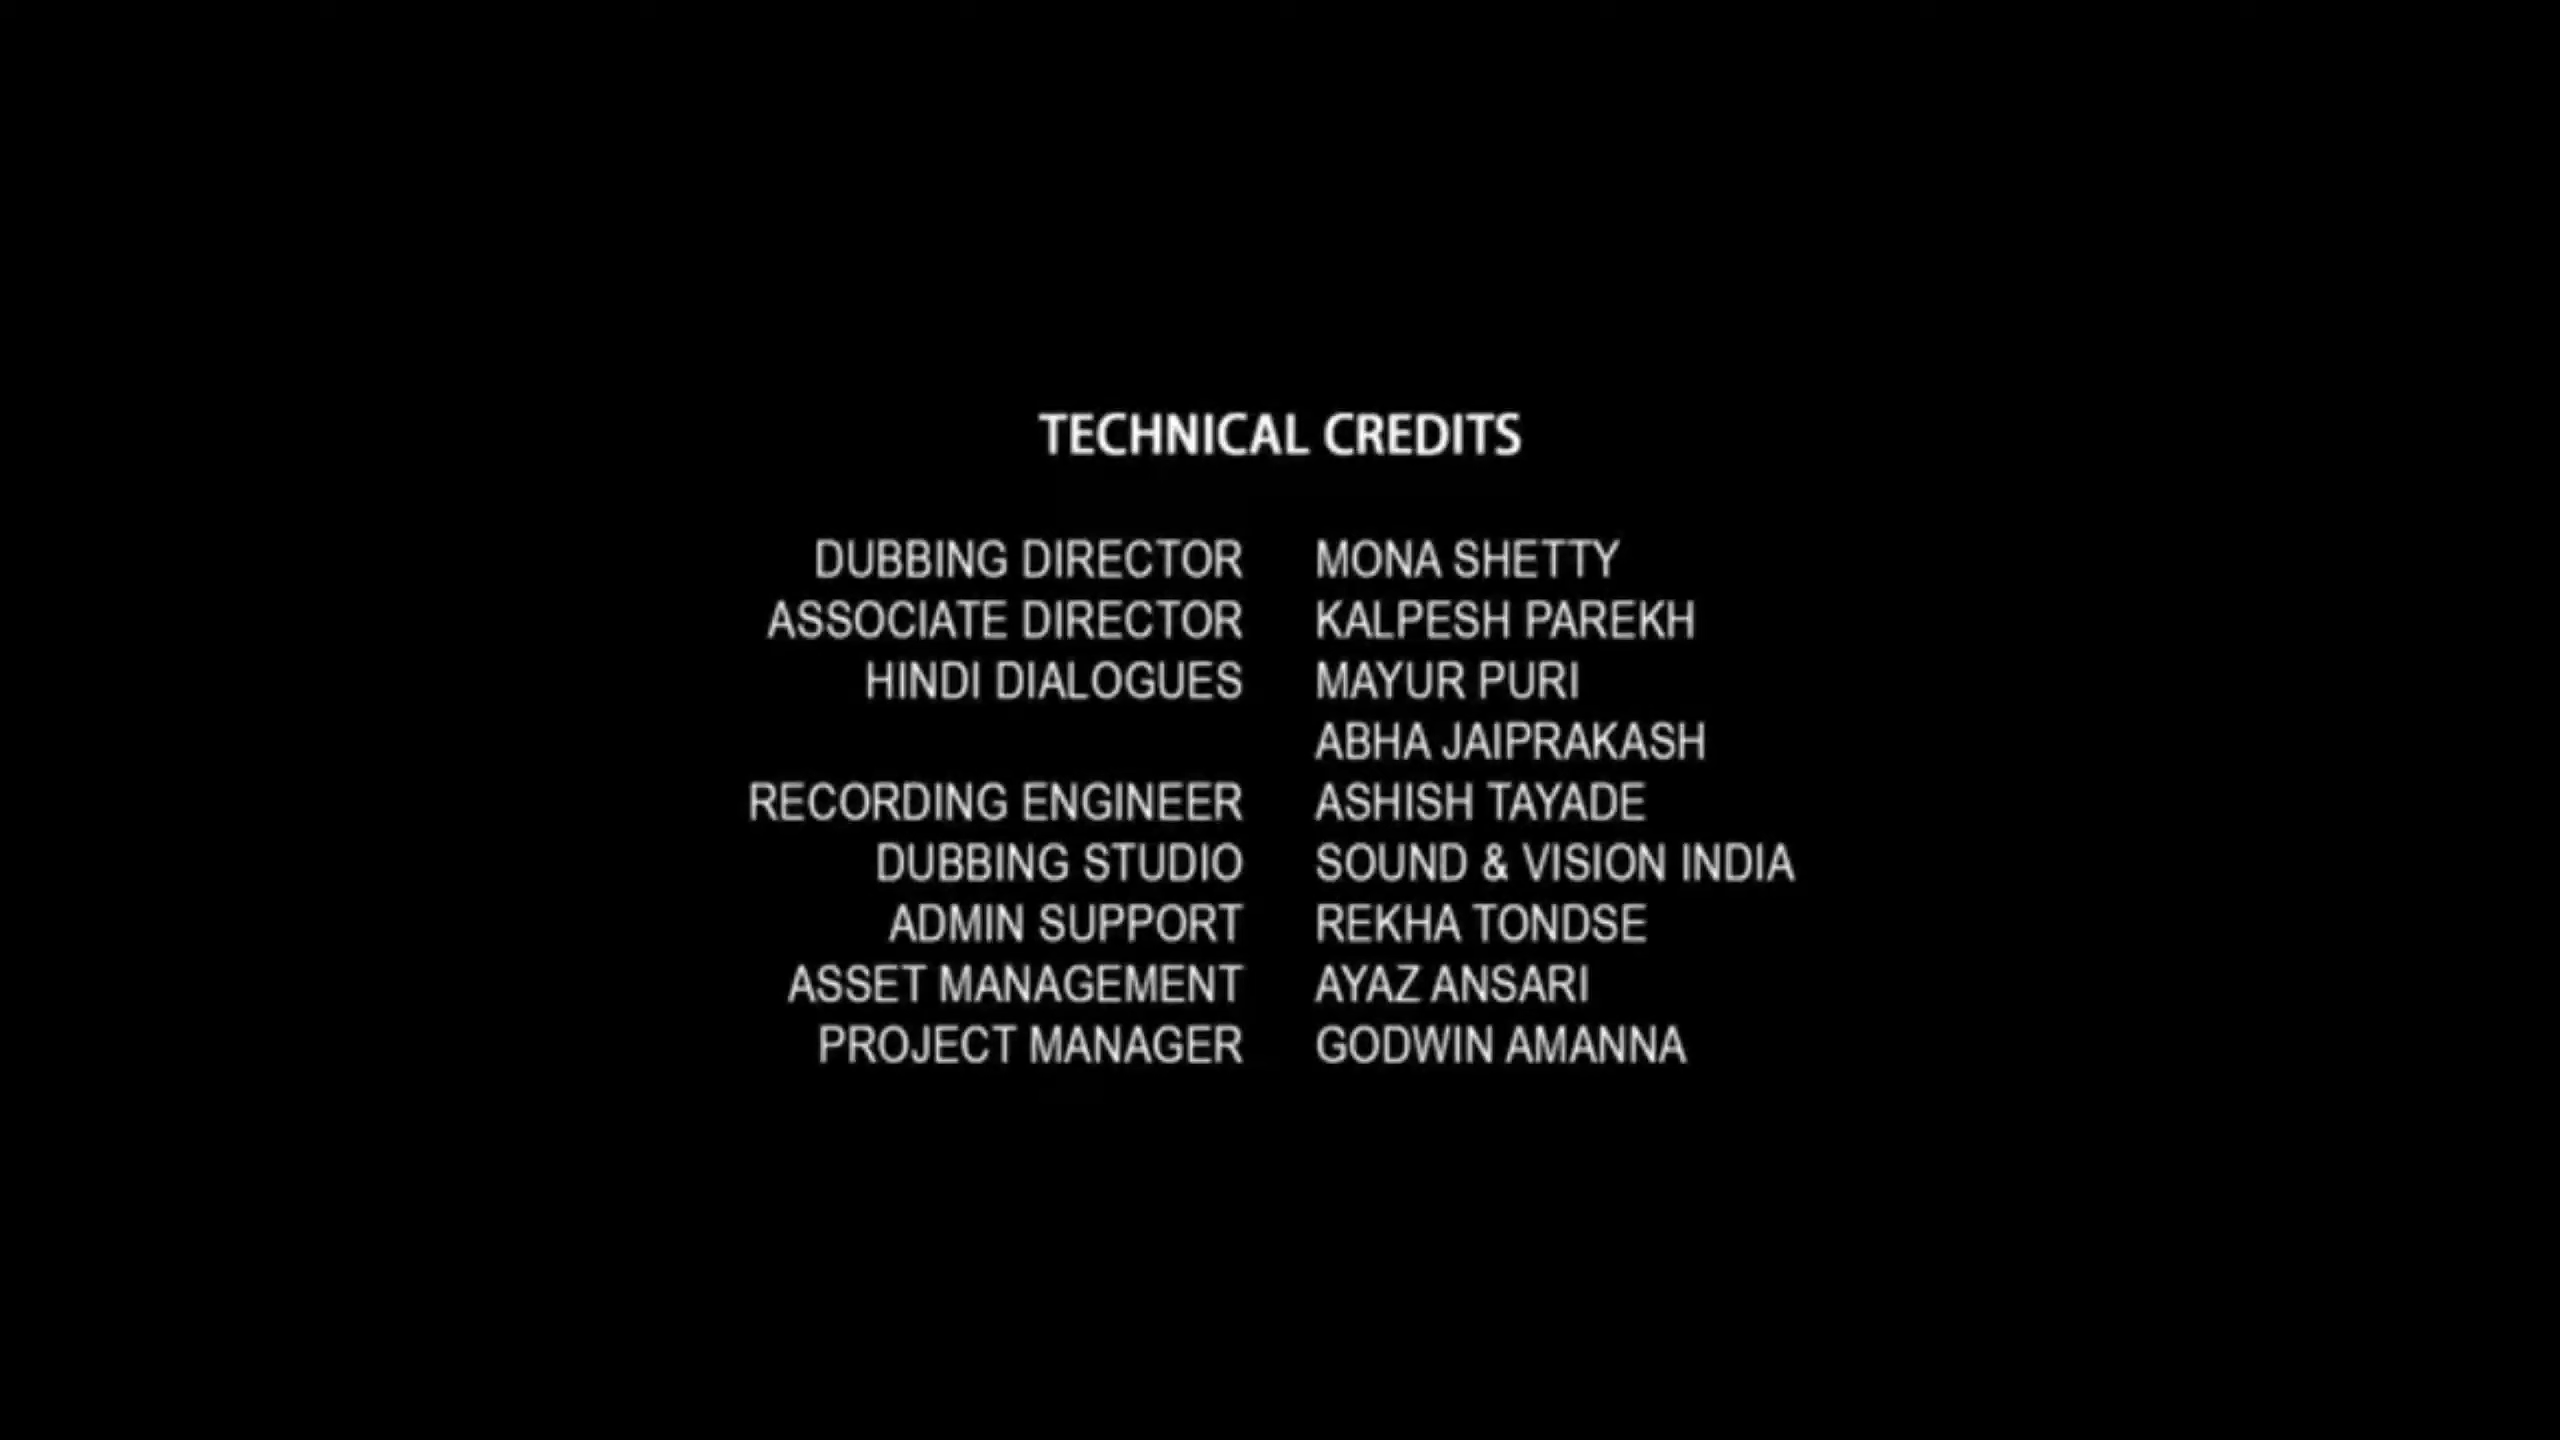 TECHNICAL CREDITS
DUBBING DIRECTOR MONA SHETTY
ASSOCIATE DIRECTOR KALPESH PAREKH
HINDI DIALOGUES MAYUR PURI
ABHA JAIPRAKASH
RECORDING ENGINEER ASHISH TAYADE
DUBBING STUDIO SOUND & VISION INDIA
ADMIN SUPPORT REKHA TONDSE
ASSET MANAGEMENT AYAZ ANSARI
PROJECT MANAGER GODWIN AMANNA